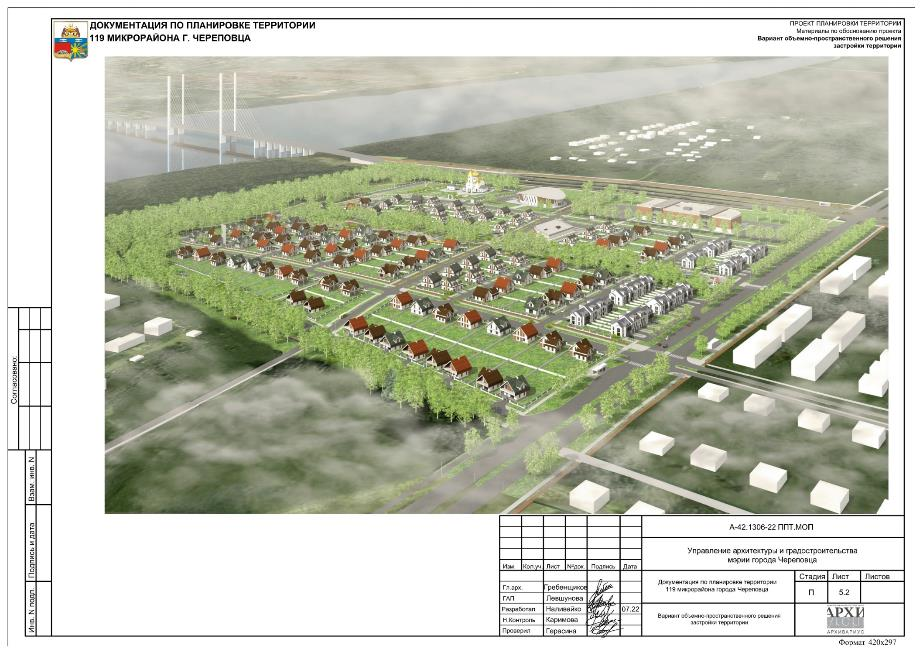 ДОКУМЕНТАЦИЯ ПО ПЛАНИРОВКЕ ТЕРРИТОРИИ
119 МИКРОРАЙОНА Г. ЧЕРЕПОВЦА
ПРОЕКТ ПЛАНИРОВКИ ТЕРРИТОРИИ
Материалы по обоснованию проекта
Вариант объемно-пространственного решения
застройки территории
Согласовано:
Взам. инв. N
Подпись и дата
Инв. N подл.
А-42.1306-22 ППТ.МОП
Управление архитектуры и градостроительства
мэрии города Череповца
Изм. Кол.уч. Лист №док. Подпись Дата
Гл.арх. Гребенщиков
ГАП Левшунова
Разработал Наливайко 07.22
Н.Контроль Каримова
Проверил Герасина
Документация по планировке территории
119 микрорайона города Череповца
Стадия Лист Листов
П 5.2
Вариант объемно-пространственного решения
застройки территории
АРХИ
АРХИВАТИУС
Формат 420x297